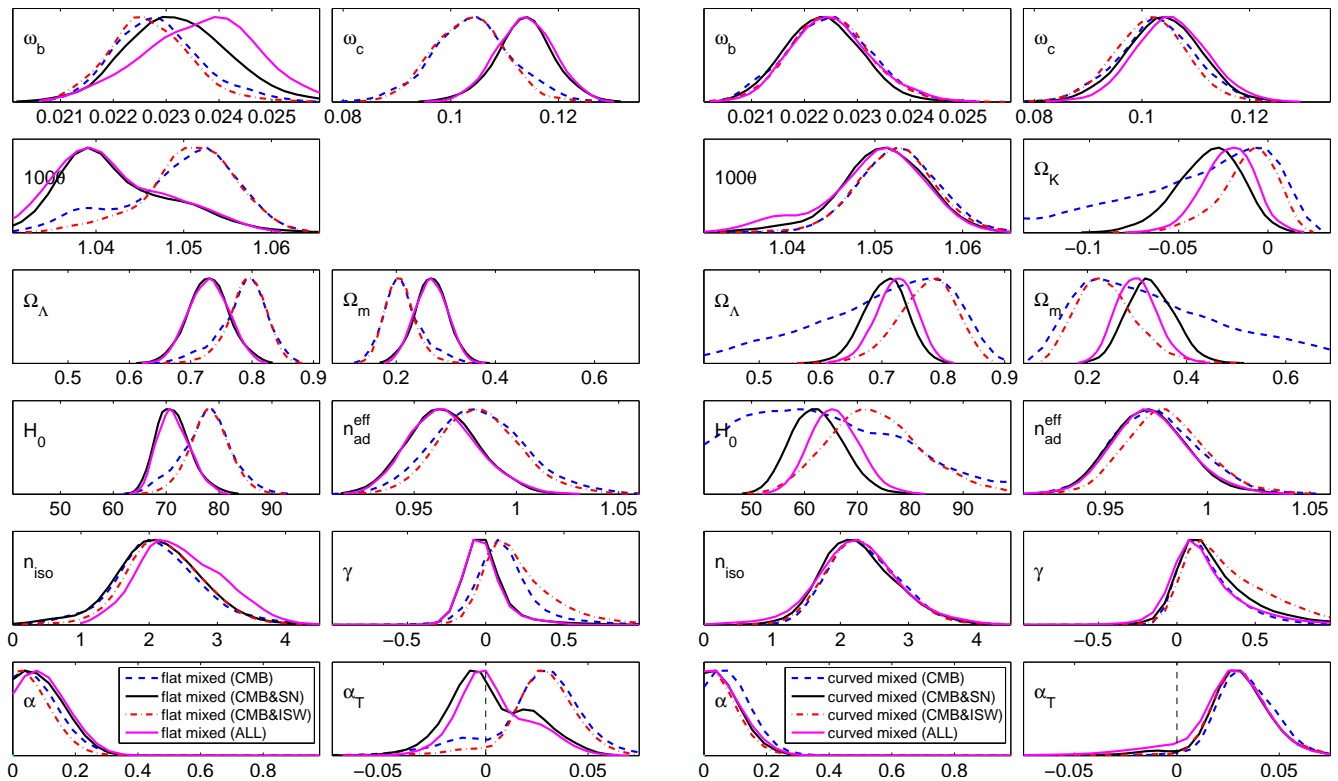 ω_b
ω_c
0.021 0.022 0.023 0.024 0.025
0.08 0.1 0.12
100θ
1.04 1.05 1.06
Ω_Λ
Ω_m
0.5 0.6 0.7 0.8 0.9
0.2 0.4 0.6
H_0
n_ad^eff
50 60 70 80 90
0.95 1 1.05
n_iso
γ
0 1 2 3 4
−0.5 0 0.5
α
flat mixed (CMB)
flat mixed (CMB&SN)
flat mixed (CMB&ISW)
flat mixed (ALL)
α_T
0 0.2 0.4 0.6 0.8
−0.05 0 0.05
ω_b
ω_c
0.021 0.022 0.023 0.024 0.025
0.08 0.1 0.12
100θ
Ω_K
1.04 1.05 1.06
−0.1 −0.05 0
Ω_Λ
Ω_m
0.5 0.6 0.7 0.8 0.9
0.2 0.4 0.6
H_0
n_ad^eff
50 60 70 80 90
0.95 1 1.05
n_iso
γ
0 1 2 3 4
−0.5 0 0.5
α
curved mixed (CMB)
curved mixed (CMB&SN)
curved mixed (CMB&ISW)
curved mixed (ALL)
α_T
0 0.2 0.4 0.6 0.8
−0.05 0 0.05